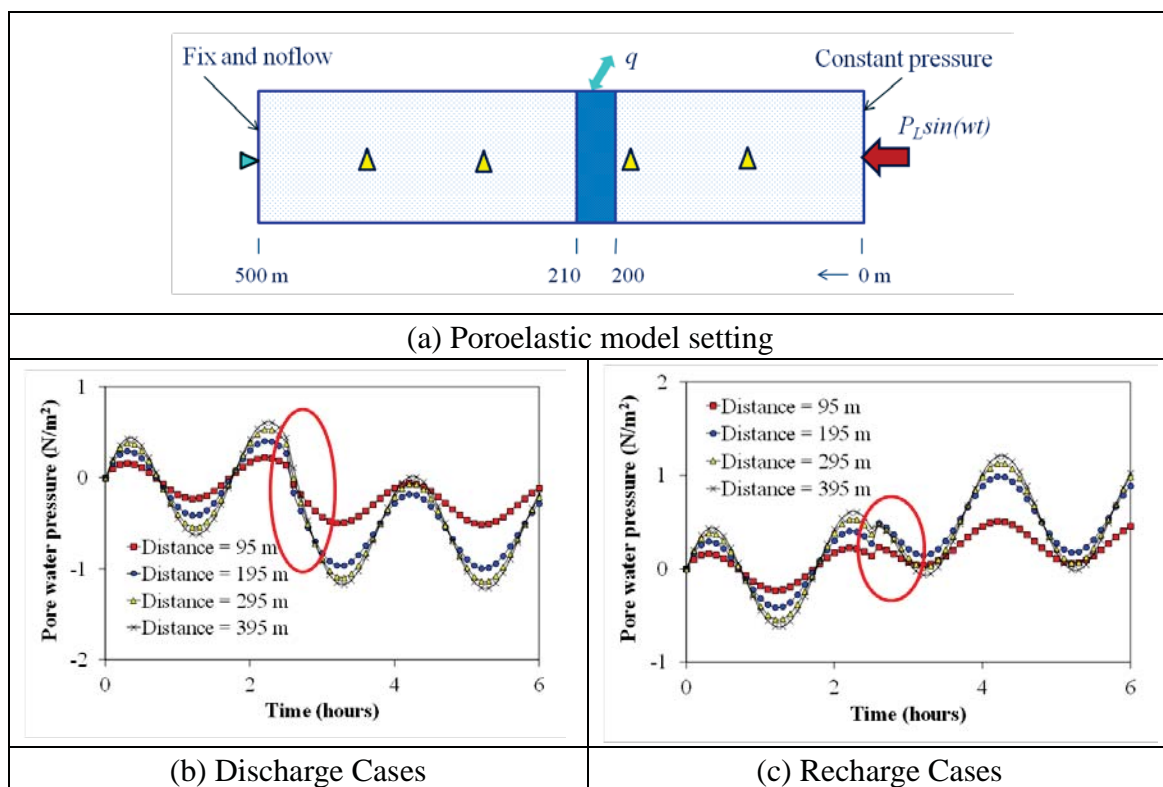 Fix and noflow
q
Constant pressure
P_L sin(wt)
500 m
210
200
0 m
(a) Poroelastic model setting
1
0
-1
-2
Pore water pressure (N/m²)
Distance = 95 m
Distance = 195 m
Distance = 295 m
Distance = 395 m
0
2
4
6
Time (hours)
(b) Discharge Cases
2
1
0
-1
Pore water pressure (N/m²)
Distance = 95 m
Distance = 195 m
Distance = 295 m
Distance = 395 m
0
2
4
6
Time (hours)
(c) Recharge Cases